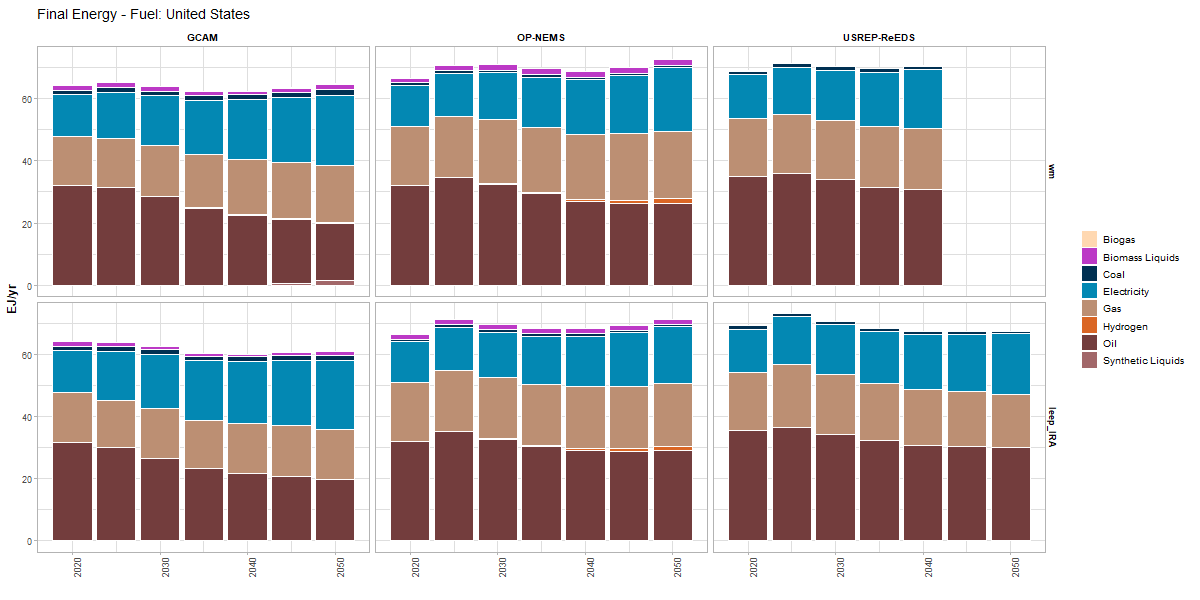 Final Energy - Fuel: United States
GCAM
OP-NEMS
USREP-ReEDS
EJ/yr
60
40
20
0
wm
60
40
20
0
ieep_IRA
2020
2030
2040
2050
2020
2030
2040
2050
2020
2030
2040
2050
Biogas
Biomass Liquids
Coal
Electricity
Gas
Hydrogen
Oil
Synthetic Liquids